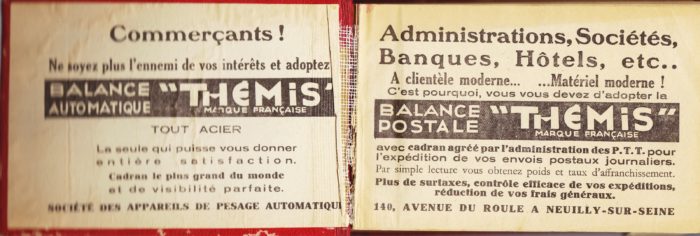 Commerçants !
Ne soyez plus l'ennemi de vos intérêts et adoptez
BALANCE AUTOMATIQUE "THÉMIS"
MARQUE FRANÇAISE
TOUT ACIER
La seule qui puisse vous donner
entière satisfaction.
Cadran le plus grand du monde
et de visibilité parfaite.
SOCIÉTÉ DES APPAREILS DE PESAGE AUTOMATIQU
Administrations, Sociétés,
Banques, Hôtels, etc..
A clientèle moderne... ...Matériel moderne !
C'est pourquoi, vous vous devez d'adopter la
BALANCE POSTALE "THÉMIS"
MARQUE FRANÇAISE
avec cadran agréé par l'administration des P.T.T. pour
l'expédition de vos envois postaux journaliers.
Par simple lecture vous obtenez poids et taux d'affranchissement.
Plus de surtaxes, contrôle efficace de vos expéditions,
réduction de vos frais généraux.
140, AVENUE DU ROULE A NEUILLY-SUR-SEINE